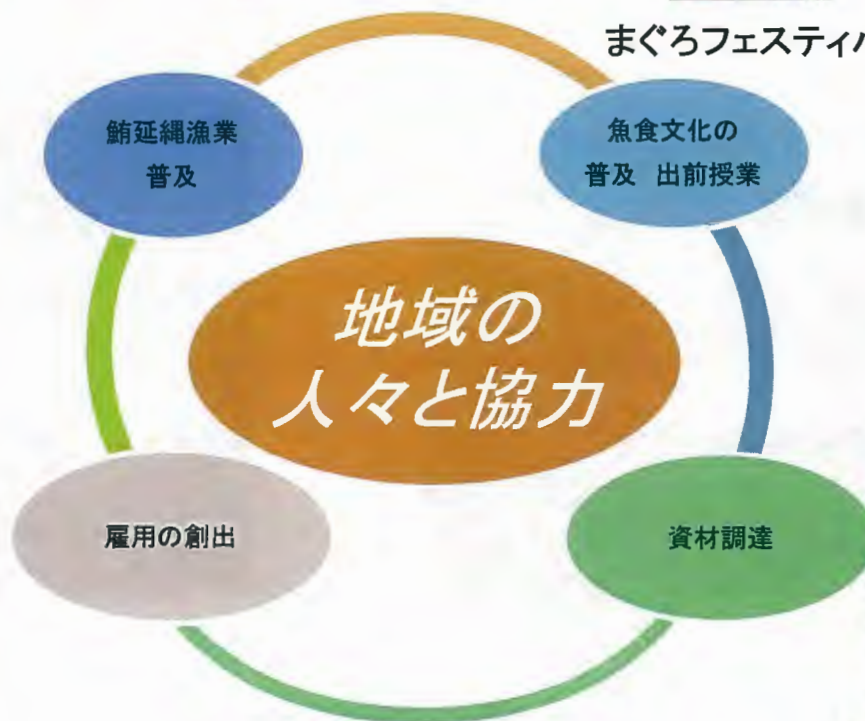 まぐろフェスティバ
鮪延縄漁業
普及
魚食文化の
普及 出前授業
地域の
人々と協力
雇用の創出
資材調達